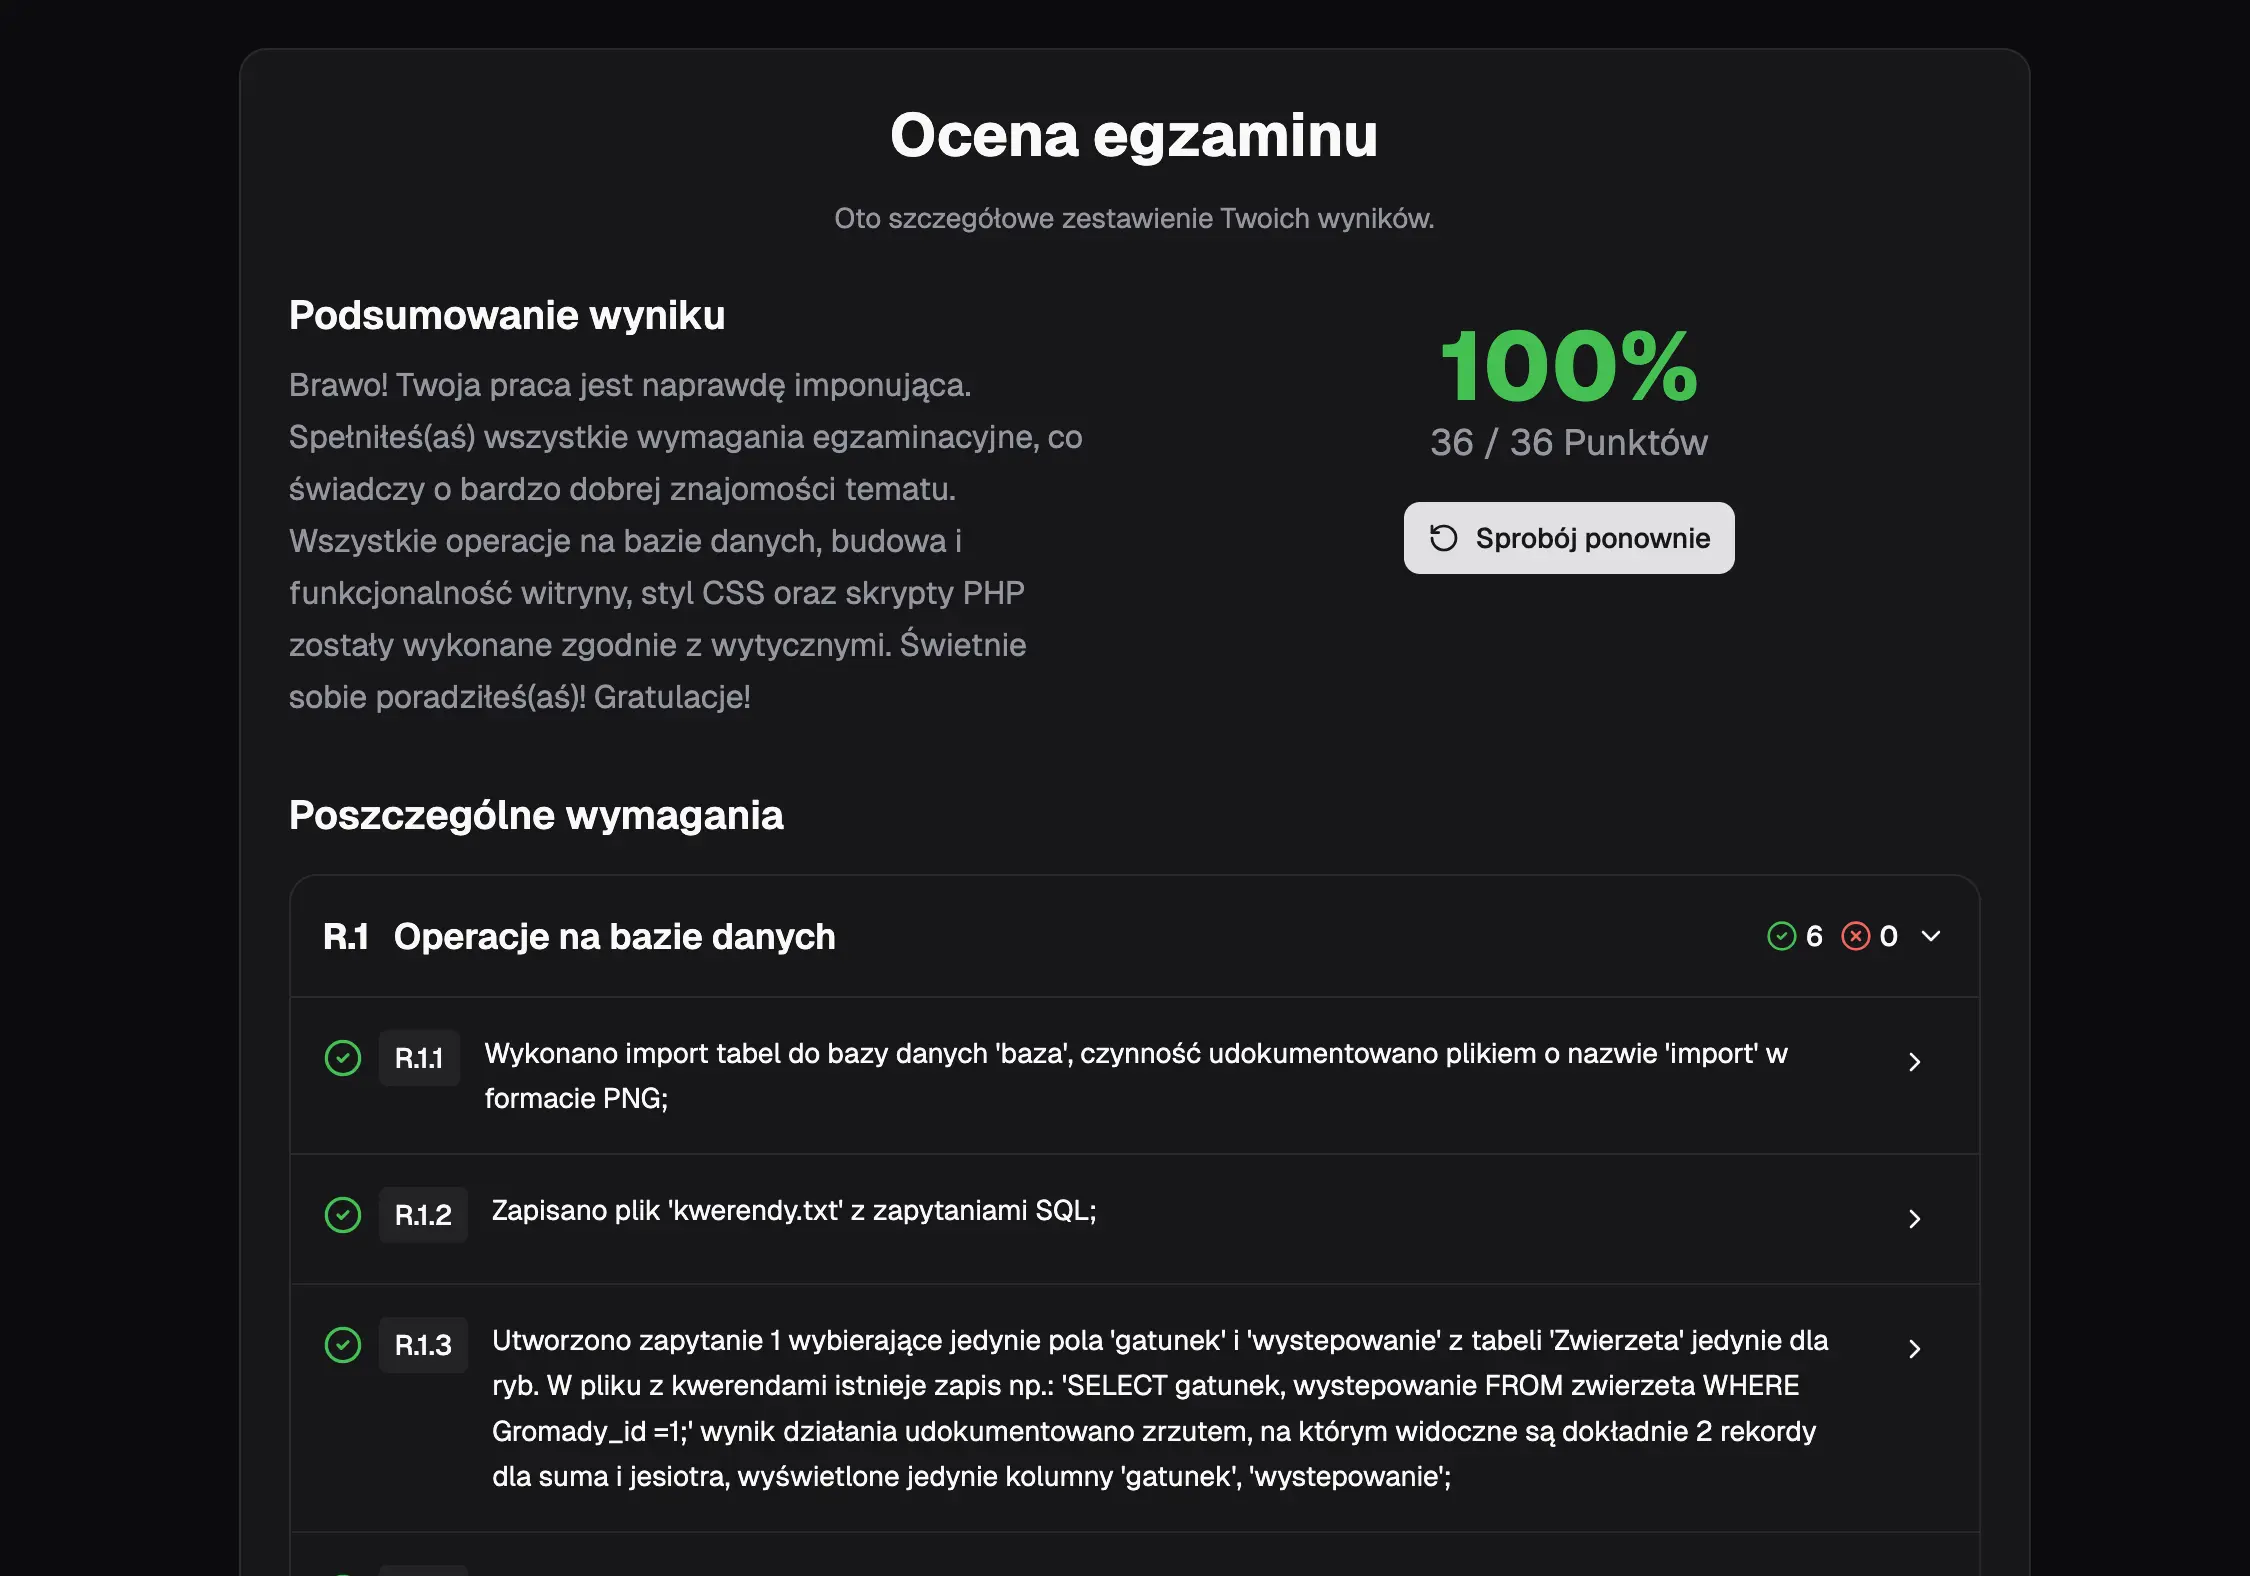 Ocena egzaminu
Oto szczegółowe zestawienie Twoich wyników.
Podsumowanie wyniku
Brawo! Twoja praca jest naprawdę imponująca.
Spełniłeś(aś) wszystkie wymagania egzaminacyjne, co
świadczy o bardzo dobrej znajomości tematu.
Wszystkie operacje na bazie danych, budowa i
funkcjonalność witryny, styl CSS oraz skrypty PHP
zostały wykonane zgodnie z wytycznymi. Świetnie
sobie poradziłeś(aś)! Gratulacje!
100%
36 / 36 Punktów
Sprobój ponownie
Poszczególne wymagania
R.1 Operacje na bazie danych 6 0
R.1.1 Wykonano import tabel do bazy danych 'baza', czynność udokumentowano plikiem o nazwie 'import' w
formacie PNG;
R.1.2 Zapisano plik 'kwerendy.txt' z zapytaniami SQL;
R.1.3 Utworzono zapytanie 1 wybierające jedynie pola 'gatunek' i 'wystepowanie' z tabeli 'Zwierzeta' jedynie dla
ryb. W pliku z kwerendami istnieje zapis np.: 'SELECT gatunek, wystepowanie FROM zwierzeta WHERE
Gromady_id =1;' wynik działania udokumentowano zrzutem, na którym widoczne są dokładnie 2 rekordy
dla suma i jesiotra, wyświetlone jedynie kolumny 'gatunek', 'wystepowanie';